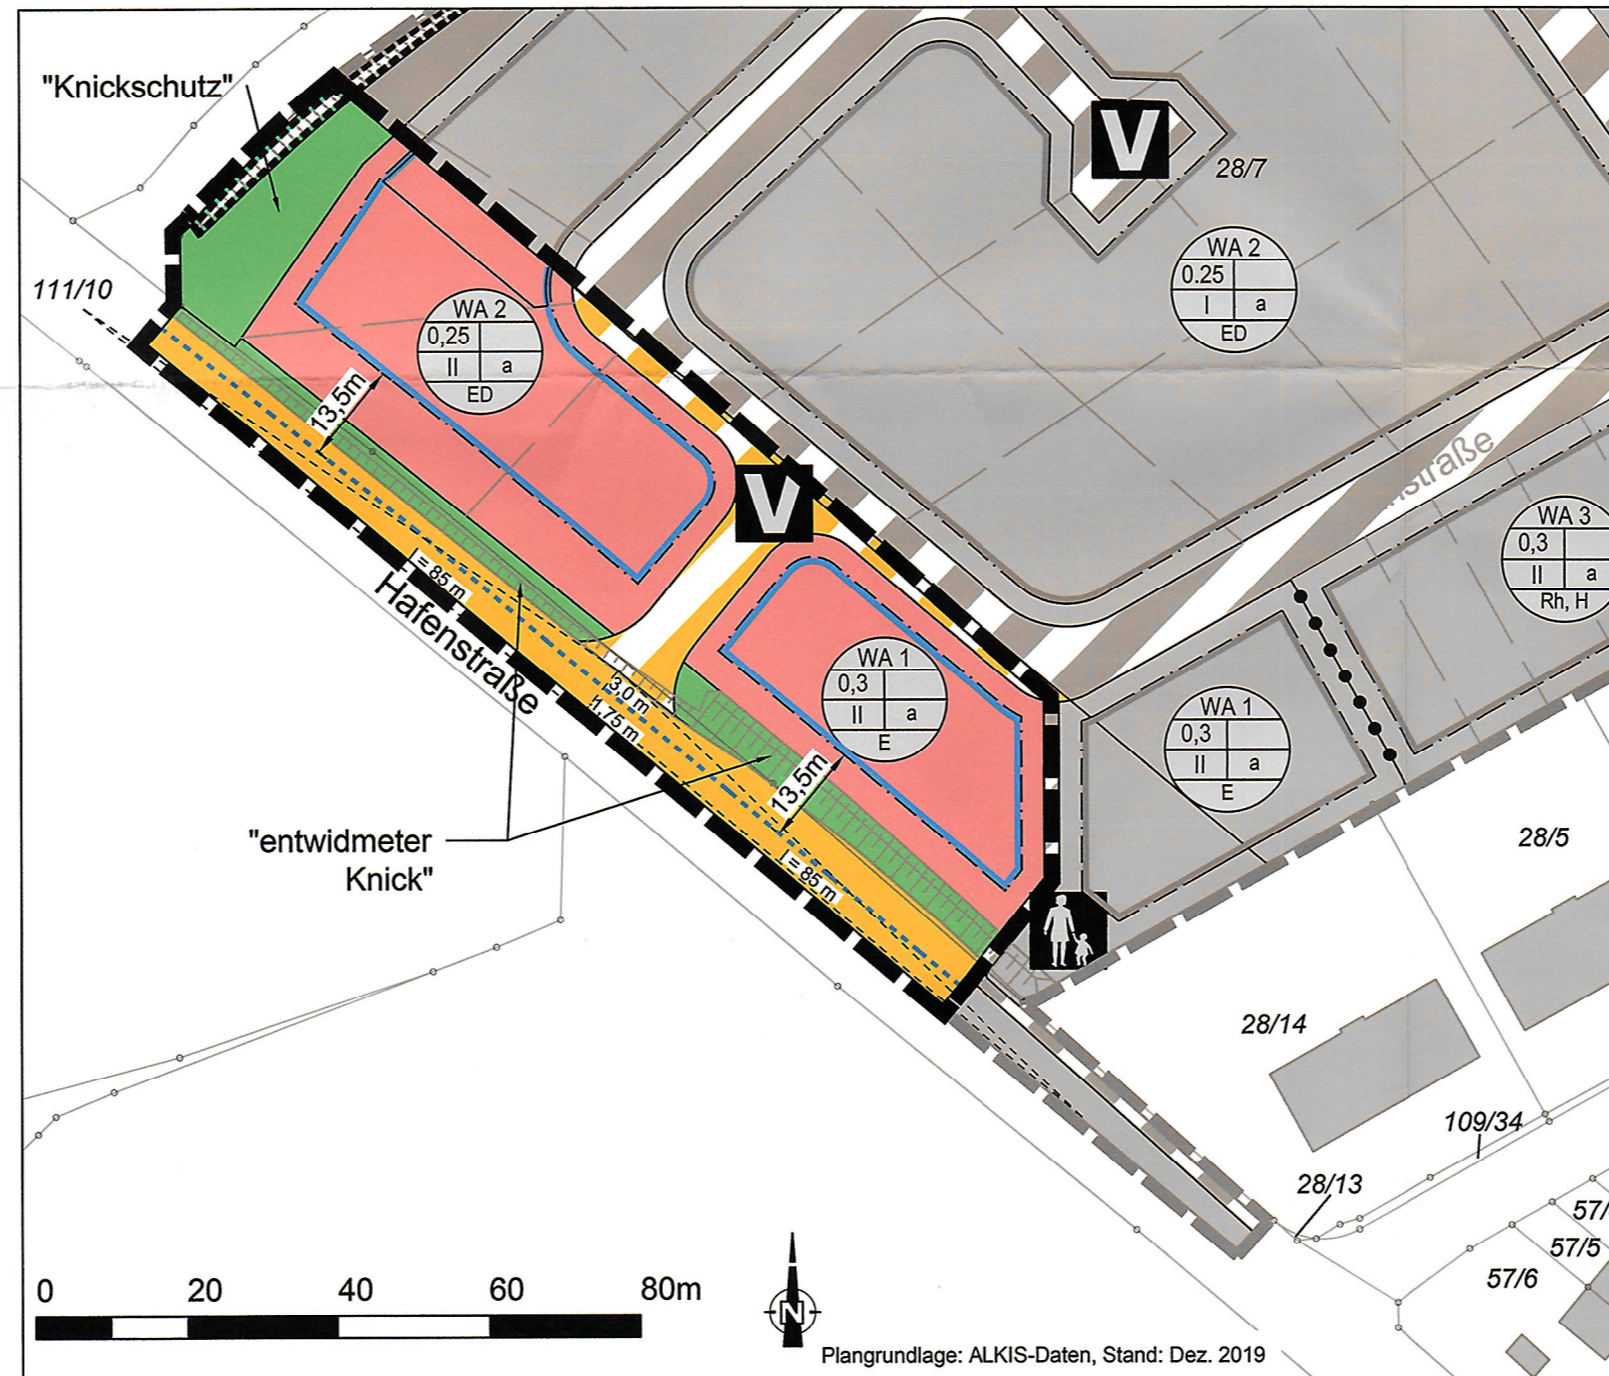 "Knickschutz"
V
28/7
111/10
WA 2
0,25
II a
ED
WA 2
0.25
I a
ED
13,5m
V
WA 3
0,3
II a
Rh, H
= 85 m
Hafenstraße
3,0 m
1,75 m
WA 1
0,3
II a
E
WA 1
0,3
II a
E
13,5m
"entwidmeter
Knick"
l = 85 m
28/5
28/14
109/34
28/13
57/5
57/6
0 20 40 60 80m
N
Plangrundlage: ALKIS-Daten, Stand: Dez. 2019